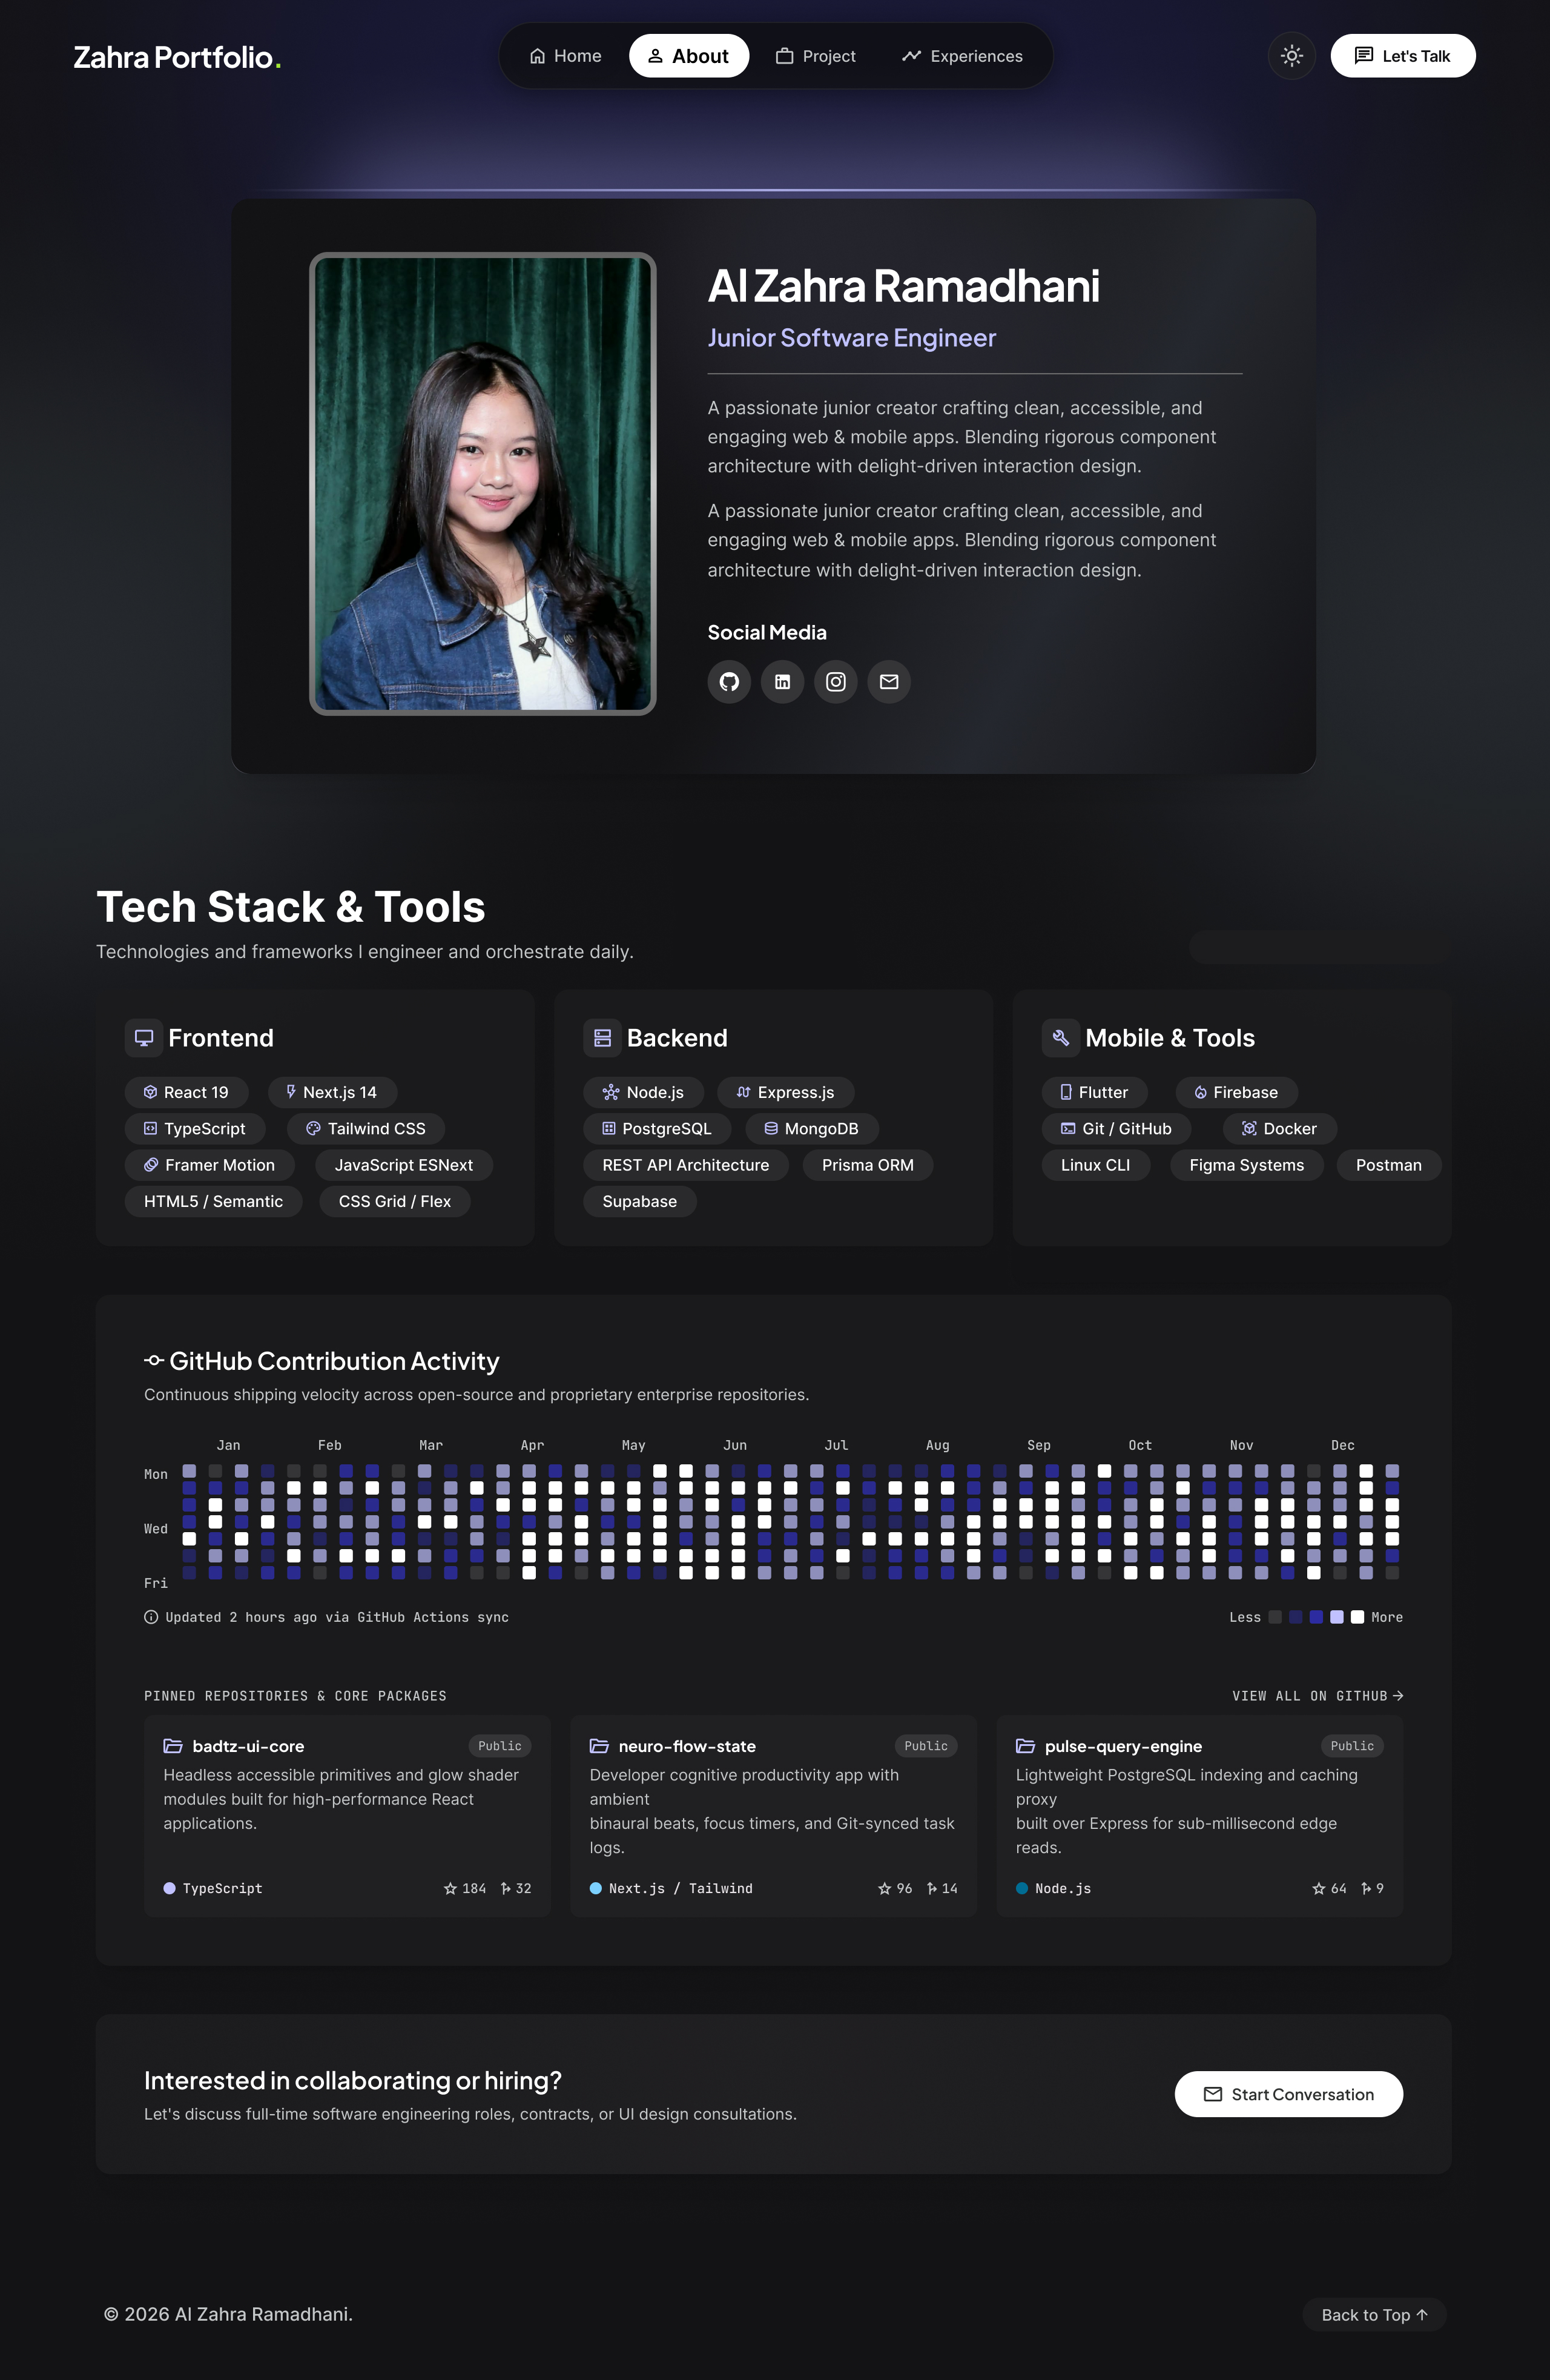 Zahra Portfolio.
Home
About
Project
Experiences
Let's Talk
Al Zahra Ramadhani
Junior Software Engineer
A passionate junior creator crafting clean, accessible, and
engaging web & mobile apps. Blending rigorous component
architecture with delight-driven interaction design.
A passionate junior creator crafting clean, accessible, and
engaging web & mobile apps. Blending rigorous component
architecture with delight-driven interaction design.
Social Media
Tech Stack & Tools
Technologies and frameworks I engineer and orchestrate daily.
Frontend
React 19
Next.js 14
TypeScript
Tailwind CSS
Framer Motion
JavaScript ESNext
HTML5 / Semantic
CSS Grid / Flex
Backend
Node.js
Express.js
PostgreSQL
MongoDB
REST API Architecture
Prisma ORM
Supabase
Mobile & Tools
Flutter
Firebase
Git / GitHub
Docker
Linux CLI
Figma Systems
Postman
GitHub Contribution Activity
Continuous shipping velocity across open-source and proprietary enterprise repositories.
Jan Feb Mar Apr May Jun Jul Aug Sep Oct Nov Dec
Mon
Wed
Fri
Updated 2 hours ago via GitHub Actions sync
Less
More
PINNED REPOSITORIES & CORE PACKAGES
VIEW ALL ON GITHUB →
badtz-ui-core
Public
Headless accessible primitives and glow shader
modules built for high-performance React
applications.
TypeScript
184
32
neuro-flow-state
Public
Developer cognitive productivity app with
ambient
binaural beats, focus timers, and Git-synced task
logs.
Next.js / Tailwind
96
14
pulse-query-engine
Public
Lightweight PostgreSQL indexing and caching
proxy
built over Express for sub-millisecond edge
reads.
Node.js
64
9
Interested in collaborating or hiring?
Let's discuss full-time software engineering roles, contracts, or UI design consultations.
Start Conversation
© 2026 Al Zahra Ramadhani.
Back to Top ↑